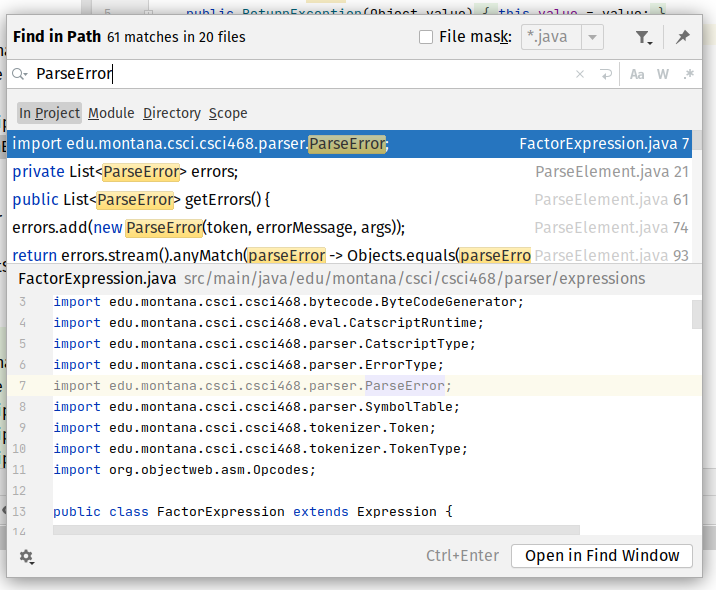 5 public ReturnException(Object value) { this.value = value; }
Find in Path 61 matches in 20 files File mask: *.java
ParseError Aa W .*
In Project Module Directory Scope
import edu.montana.csci.csci468.parser.ParseError; FactorExpression.java 7
private List<ParseError> errors; ParseElement.java 21
public List<ParseError> getErrors() { ParseElement.java 61
errors.add(new ParseError(token, errorMessage, args)); ParseElement.java 74
return errors.stream().anyMatch(parseError -> Objects.equals(parseErro ParseElement.java 93
FactorExpression.java src/main/java/edu/montana/csci/csci468/parser/expressions
3 import edu.montana.csci.csci468.bytecode.ByteCodeGenerator;
4 import edu.montana.csci.csci468.eval.CatscriptRuntime;
5 import edu.montana.csci.csci468.parser.CatscriptType;
6 import edu.montana.csci.csci468.parser.ErrorType;
7 import edu.montana.csci.csci468.parser.ParseError;
8 import edu.montana.csci.csci468.parser.SymbolTable;
9 import edu.montana.csci.csci468.tokenizer.Token;
10 import edu.montana.csci.csci468.tokenizer.TokenType;
11 import org.objectweb.asm.Opcodes;
12
13 public class FactorExpression extends Expression {
14
Ctrl+Enter Open in Find Window